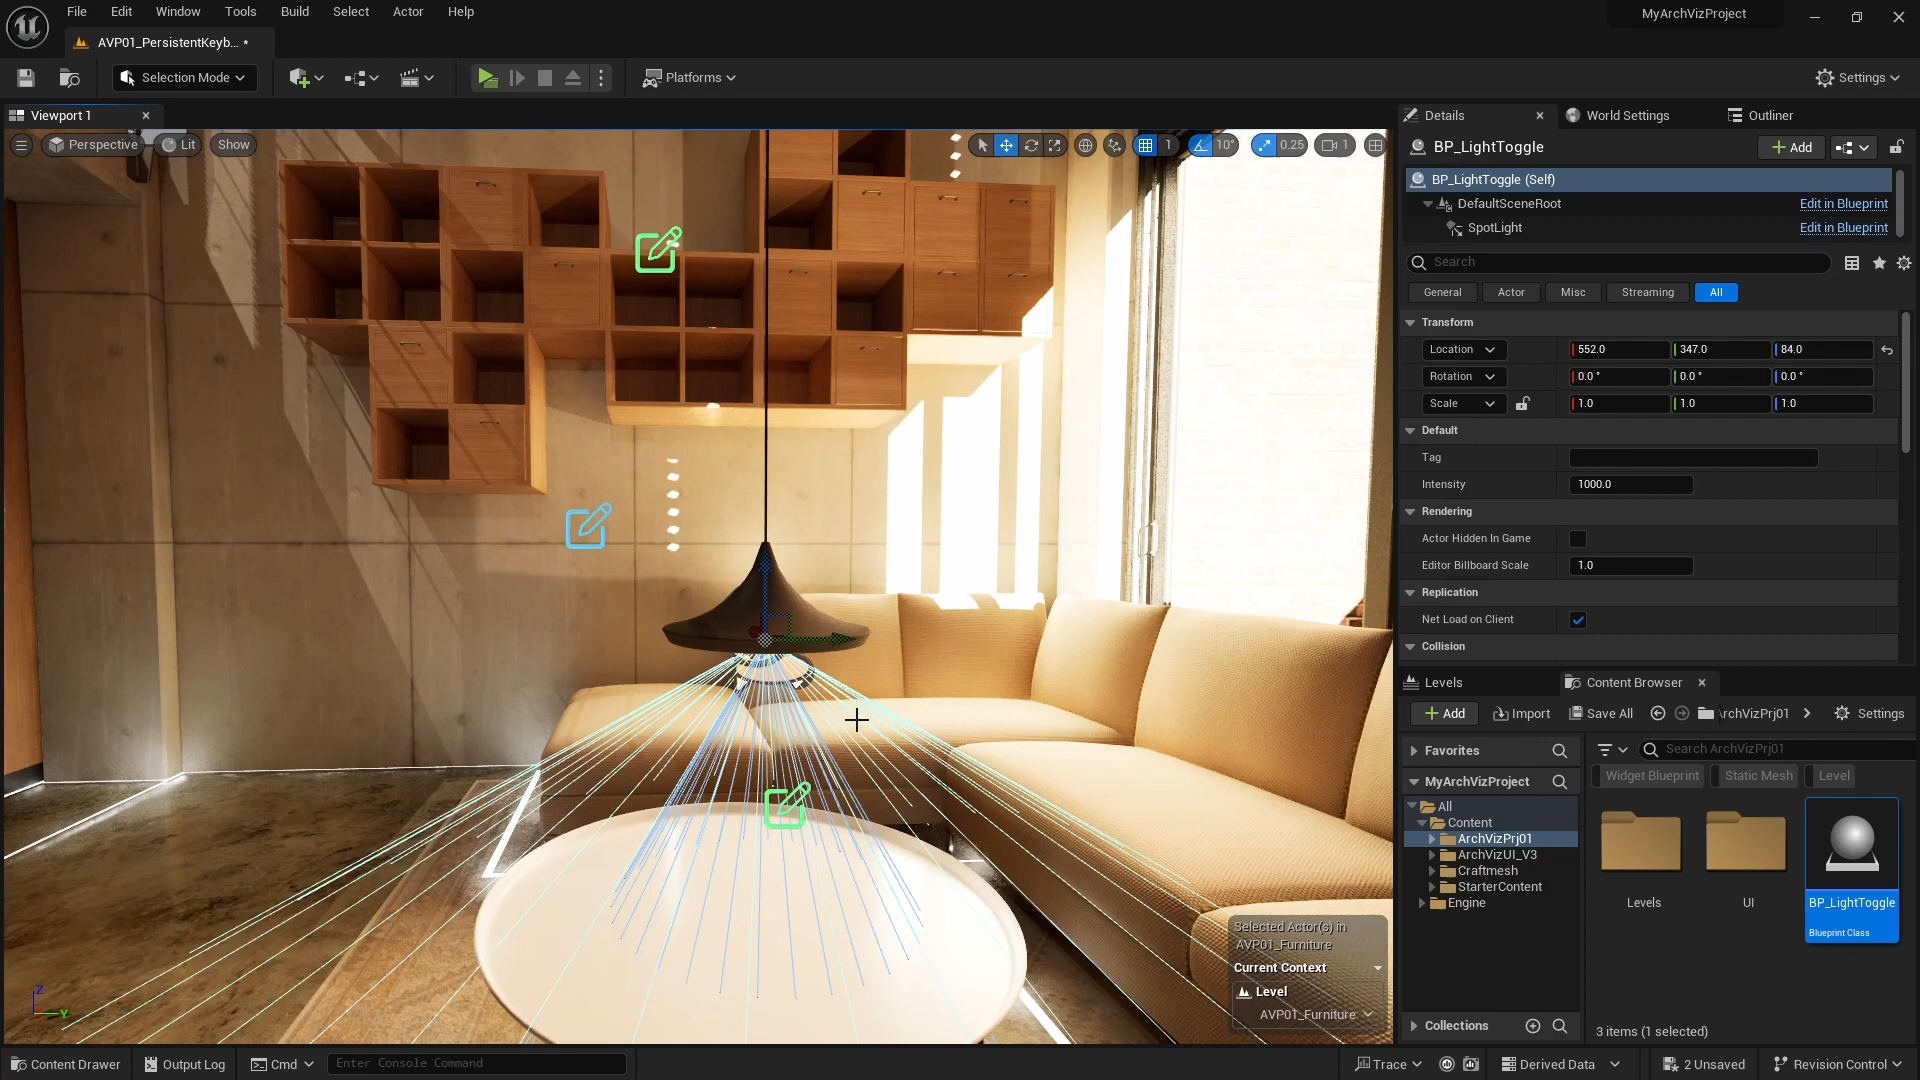 File Edit Window Tools Build Select Actor Help
MyArchVizProject
AVP01_PersistentKeyb... •
Selection Mode
Platforms
Settings
Viewport 1
Perspective Lit Show
1 10° 0.25 1
Details World Settings Outliner
BP_LightToggle
Add
BP_LightToggle (Self)
DefaultSceneRoot Edit in Blueprint
SpotLight Edit in Blueprint
Search
General Actor Misc Streaming All
Transform
Location 552.0 347.0 84.0
Rotation 0.0 ° 0.0 ° 0.0 °
Scale 1.0 1.0 1.0
Default
Tag
Intensity 1000.0
Rendering
Actor Hidden In Game
Editor Billboard Scale 1.0
Replication
Net Load on Client
Collision
Levels Content Browser
Add Import Save All rchVizPrj01 Settings
Favorites
Search ArchVizPrj01
MyArchVizProject
Widget Blueprint Static Mesh Level
All
Content
ArchVizPrj01
ArchVizUI_V3
Craftmesh
StarterContent
Engine
Levels UI BP_LightToggle
Blueprint Class
Collections
3 items (1 selected)
Selected Actor(s) in
AVP01_Furniture
Current Context
Level
AVP01_Furniture
Z
Y
Content Drawer Output Log Cmd Enter Console Command Trace Derived Data 2 Unsaved Revision Control